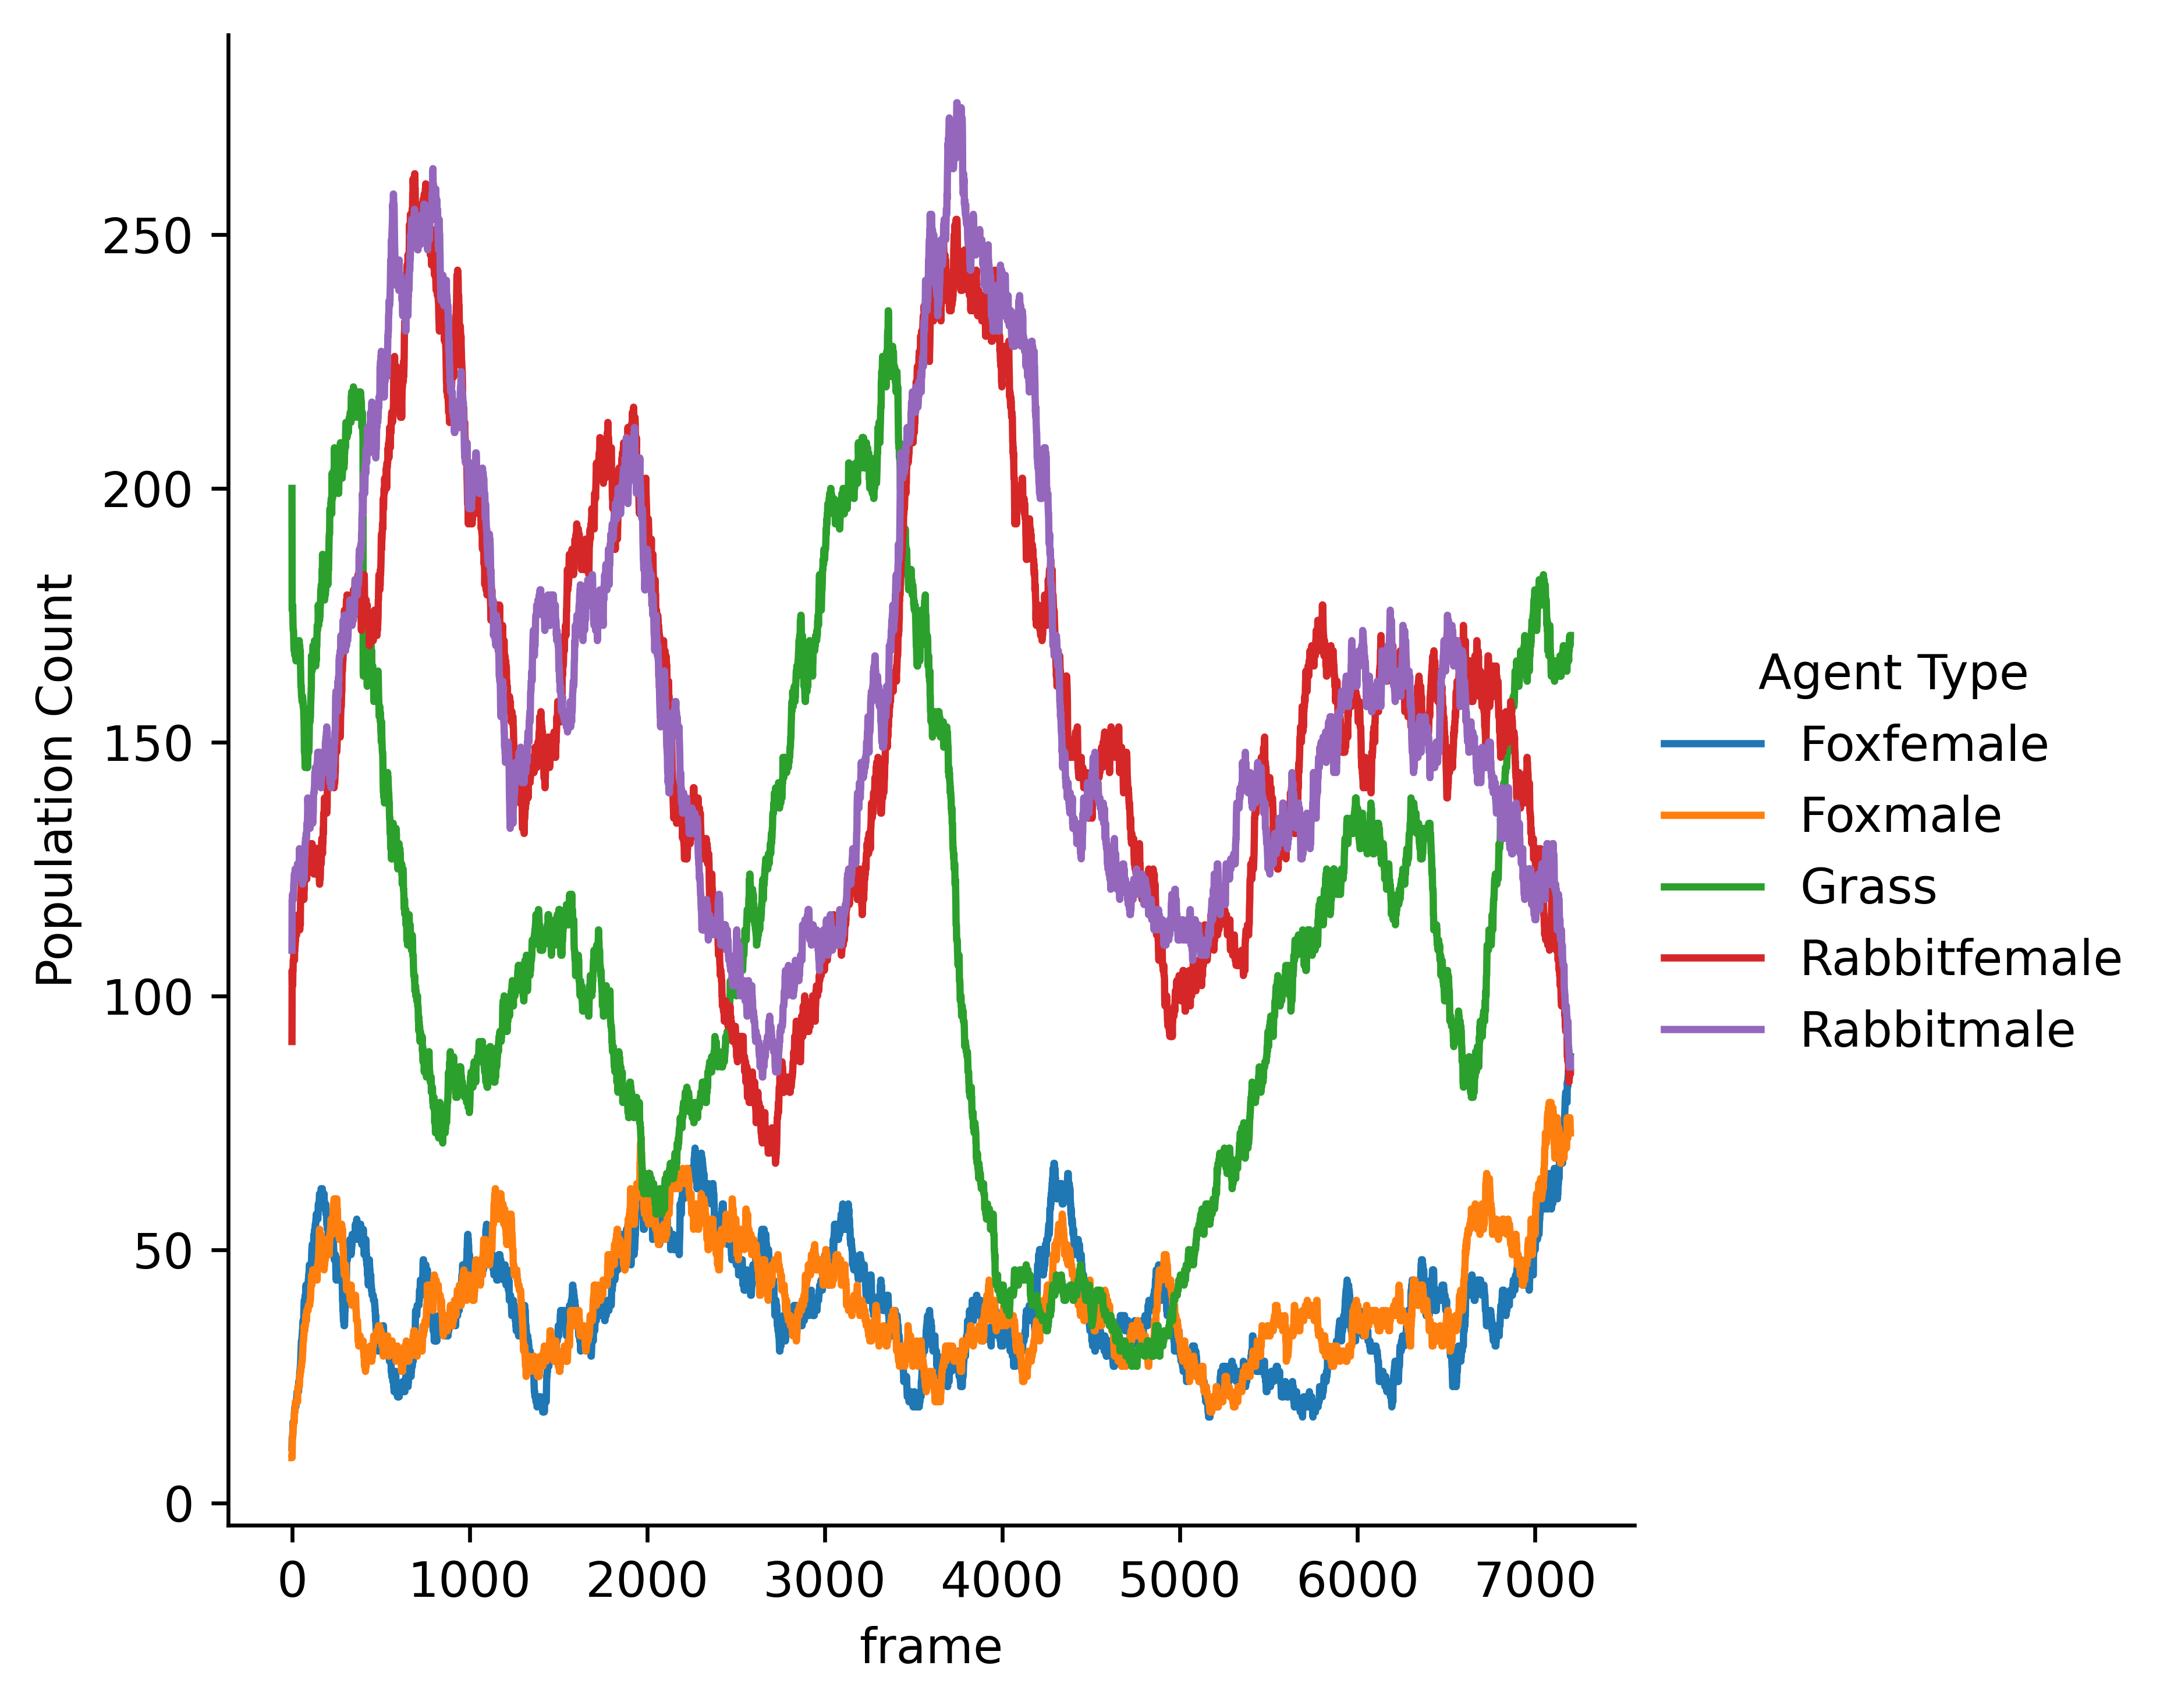 250
200
150
100
50
0
Population Count
0 1000 2000 3000 4000 5000 6000 7000
frame
Agent Type
Foxfemale
Foxmale
Grass
Rabbitfemale
Rabbitmale